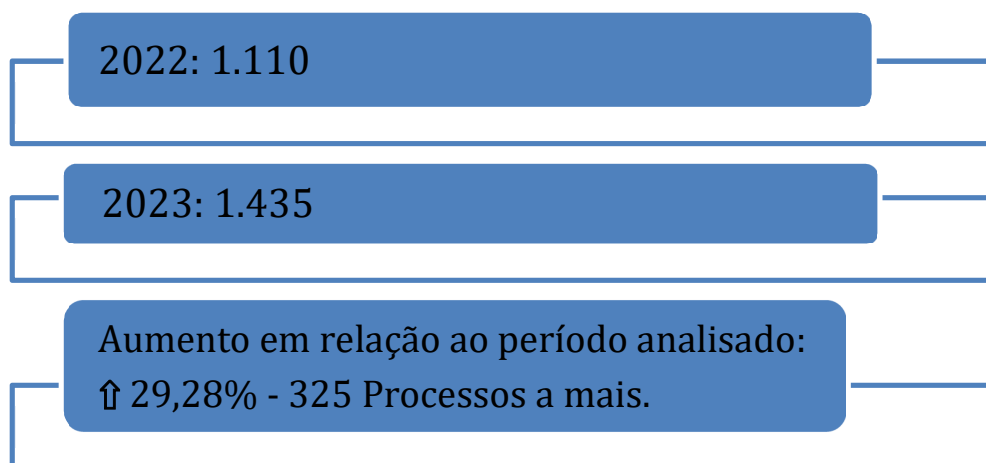 2022: 1.110
2023: 1.435
Aumento em relação ao período analisado:
⇧ 29,28% - 325 Processos a mais.